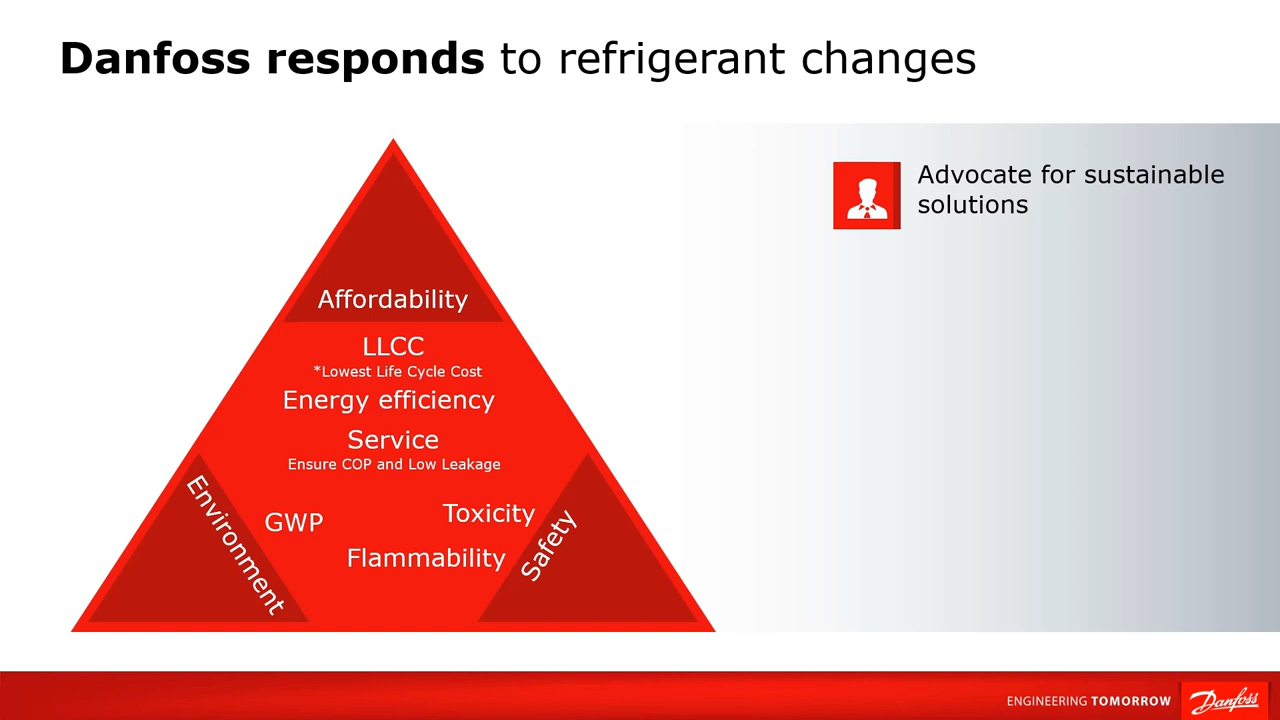 Danfoss responds to refrigerant changes
Advocate for sustainable
solutions
Affordability
LLCC
*Lowest Life Cycle Cost
Energy efficiency
Service
Ensure COP and Low Leakage
Environment
GWP
Toxicity
Flammability
Safety
ENGINEERING TOMORROW
Danfoss